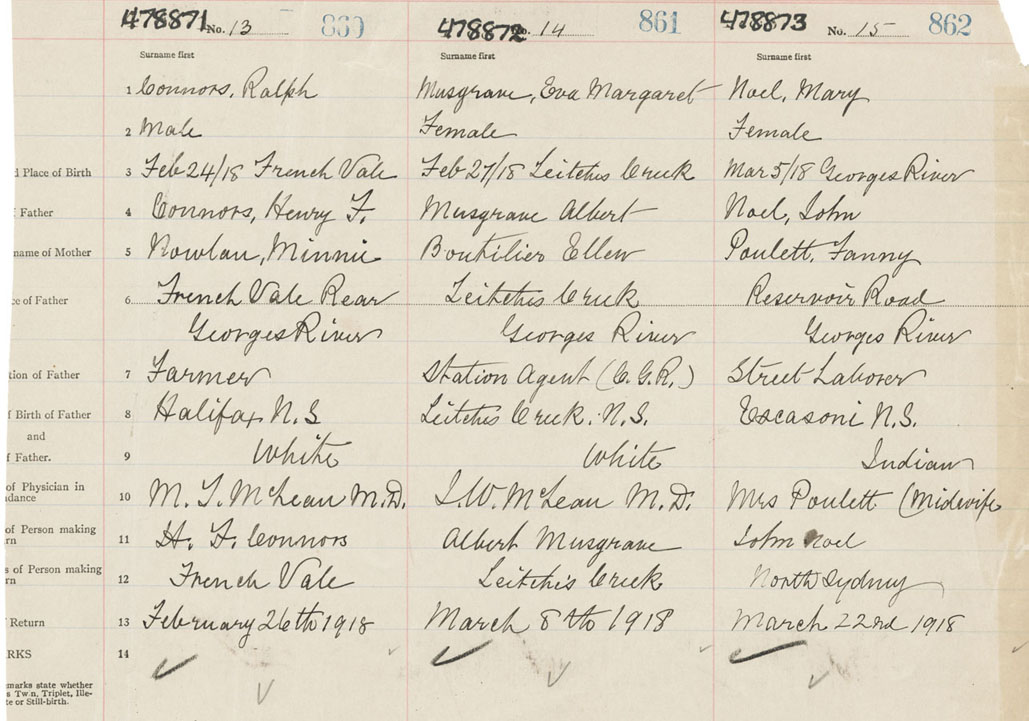 478871 No. 13 860 478872 No. 14 861 478873 No. 15 862
Surname first Surname first Surname first
1 Connors, Ralph Musgrave, Eva Margaret Noel, Mary
2 Male Female Female
d Place of Birth 3 Feb 24/18 French Vale Feb 27/18 Leitches Creek Mar 5/18 Georges River
f Father 4 Connors, Henry F. Musgrave Albert Noel, John
name of Mother 5 Nowlan, Minnie Boutilier Ellen Poulett, Fanny
ce of Father 6 French Vale Rear Leitches Creek Reservoir Road
Georges River Georges River Georges River
tion of Father 7 Farmer Station Agent (C.G.R.) Street Laborer
f Birth of Father 8 Halifax N.S Leitches Creek. N.S. Escasoni N.S.
and
f Father. 9 White White Indian
of Physician in
ndance 10 M. T. McLean M.D. J.W. McLean M.D. Mrs Poulett (Midwife
of Person making
rn 11 H. F. Connors Albert Musgrave John Noel
s of Person making
rn 12 French Vale Leitchis Creek North Sydney
Return 13 February 26th 1918 March 8th 1918 March 22nd 1918
RKS 14
emarks state whether
s Twin, Triplet, Ille-
te or Still-birth.